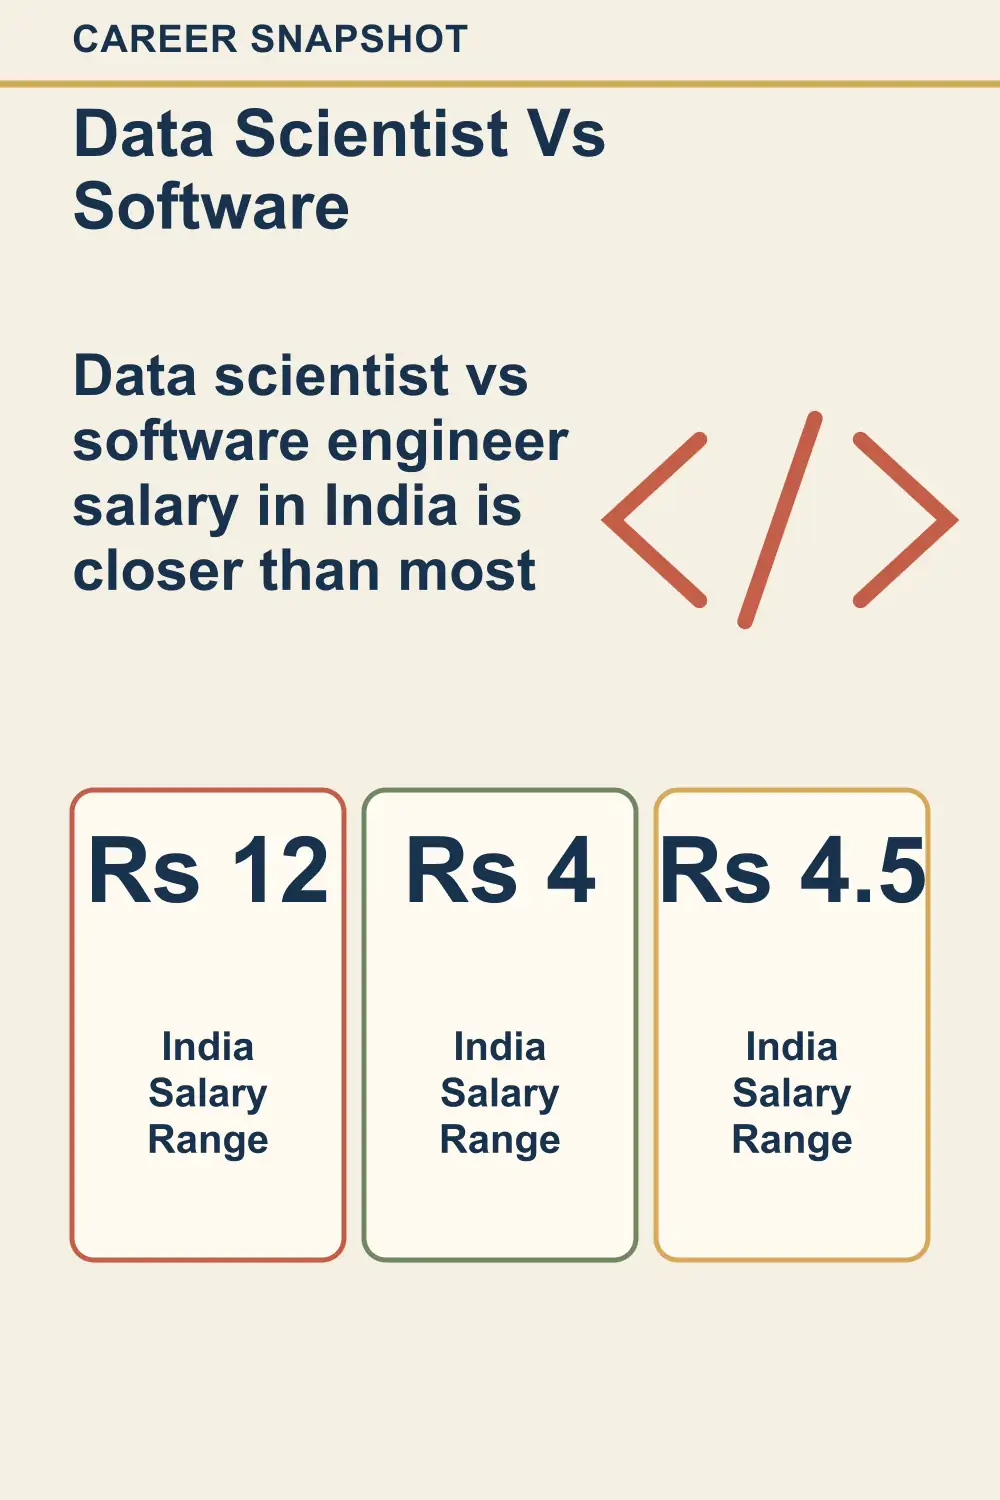 CAREER SNAPSHOT
Data Scientist Vs
Software
Data scientist vs
software engineer
salary in India is
closer than most
Rs 12
India
Salary
Range
Rs 4
India
Salary
Range
Rs 4.5
India
Salary
Range